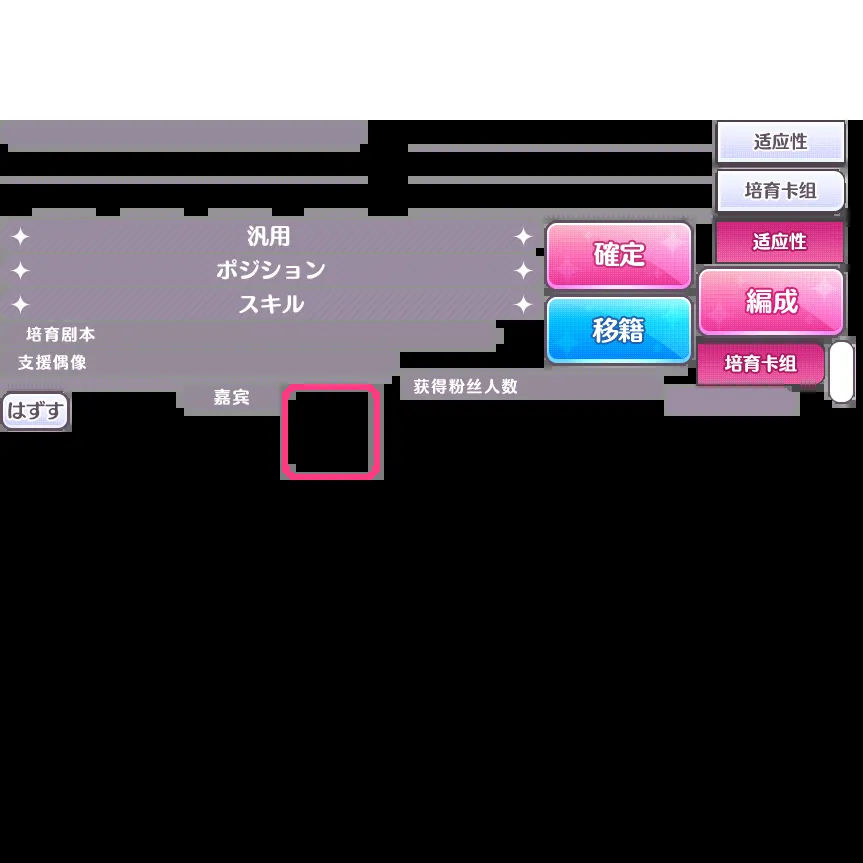 适应性
培育卡组
汎用
適应性
確定
ポジション
編成
スキル
移籍
培育剧本
支援偶像
培育卡组
获得粉丝人数
嘉宾
はずす